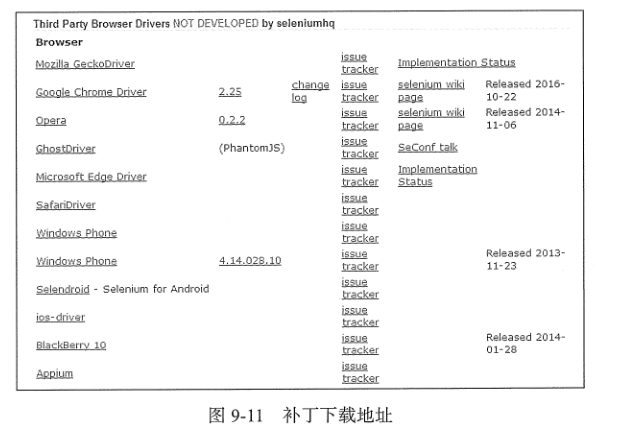 Third Party Browser Drivers NOT DEVELOPED by seleniumhq
Browser
Mozilla GeckoDriver issue tracker Implementation Status
Google Chrome Driver 2.25 change log issue tracker selenium wiki page Released 2016-10-22
Opera 0.2.2 issue tracker selenium wiki page Released 2014-11-06
GhostDriver (PhantomJS) issue tracker SeConf talk
Microsoft Edge Driver issue tracker Implementation Status
SafariDriver issue tracker
Windows Phone issue tracker
Windows Phone 4.14.028.10 issue tracker Released 2013-11-23
Selendroid - Selenium for Android issue tracker
ios-driver issue tracker
BlackBerry 10 issue tracker Released 2014-01-28
Appium issue tracker
图 9-11 补丁下载地址